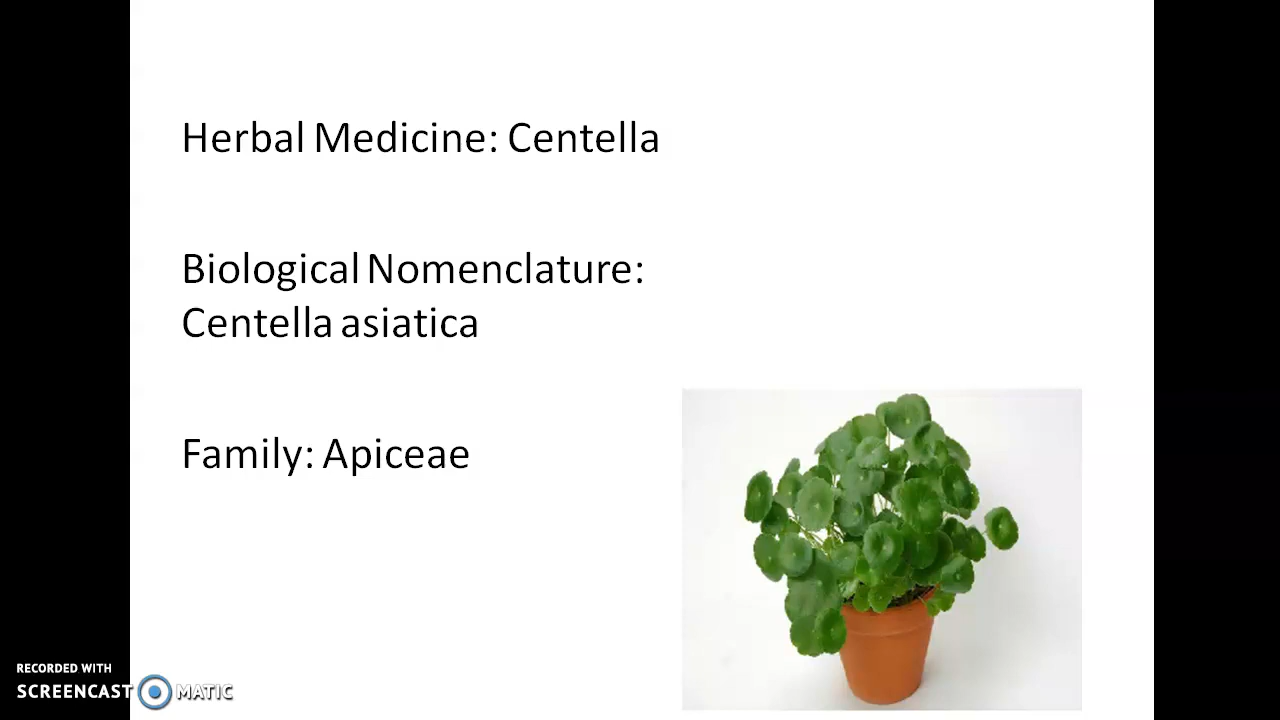 Herbal Medicine: Centella
Biological Nomenclature:
Centella asiatica
Family: Apiceae
RECORDED WITH
SCREENCAST MATIC